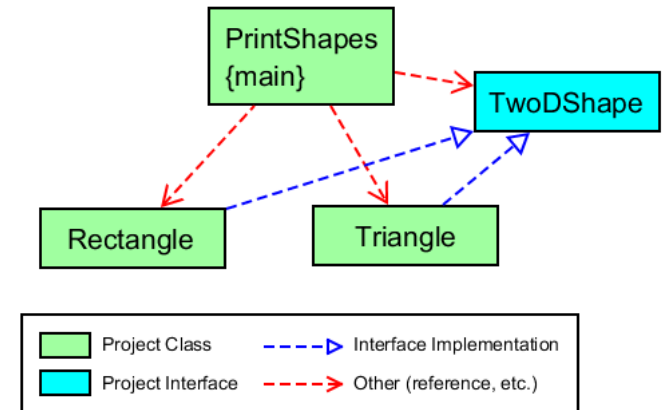 PrintShapes
{main}
TwoDShape
Rectangle
Triangle
Project Class
Interface Implementation
Project Interface
Other (reference, etc.)